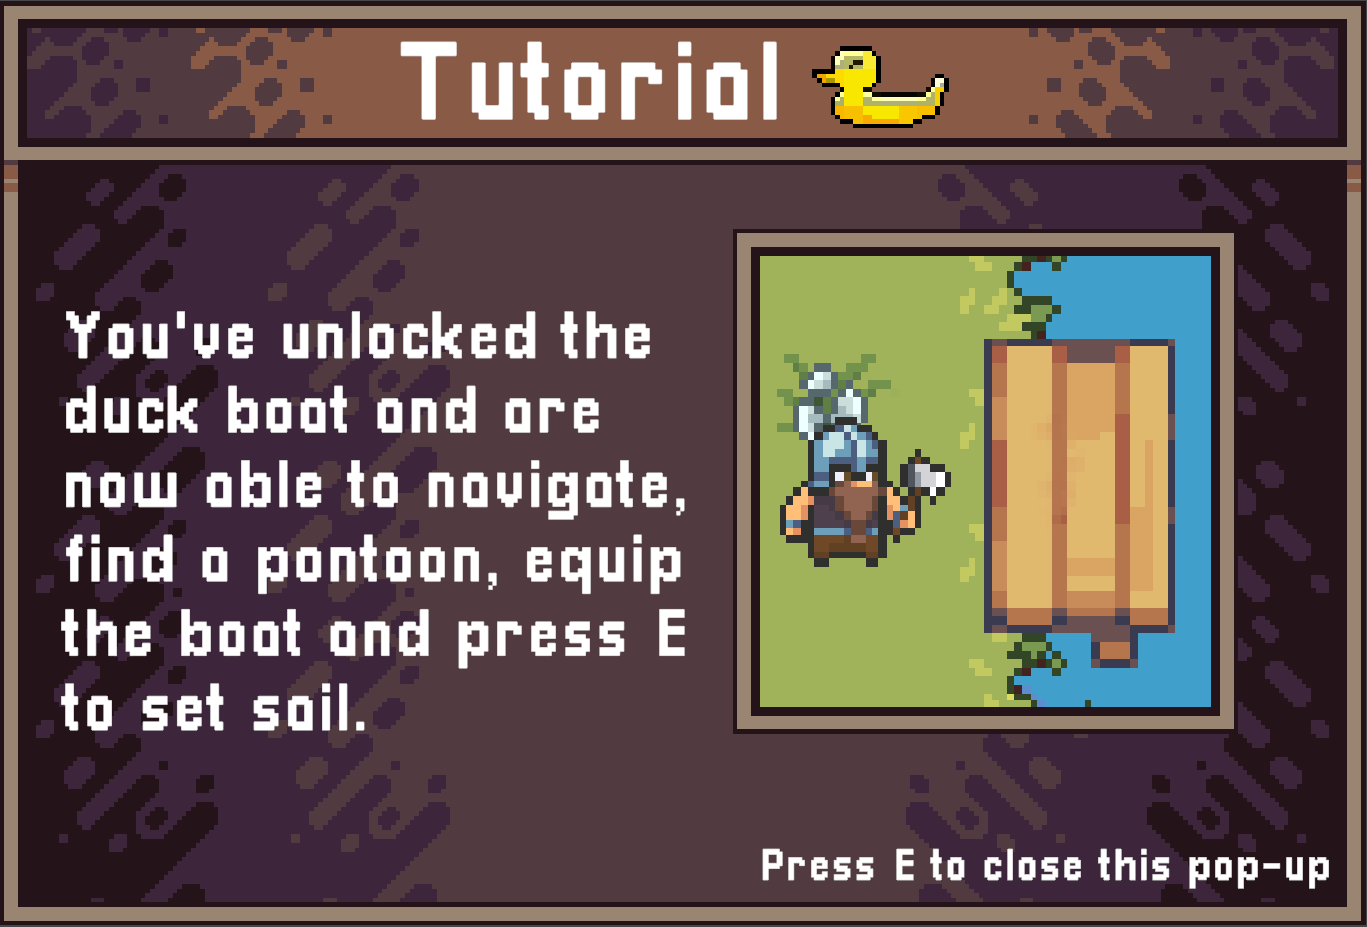 Tutorial
You've unlocked the
duck boat and are
now able to navigate,
find a pontoon, equip
the boat and press E
to set sail.
Press E to close this pop-up